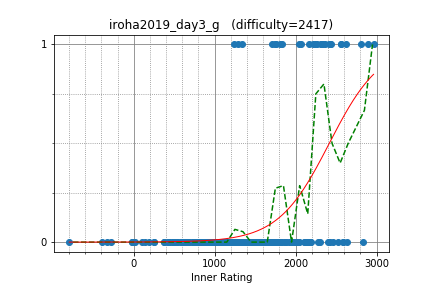 iroha2019_day3_g (difficulty=2417)
1
0
0 1000 2000 3000
Inner Rating